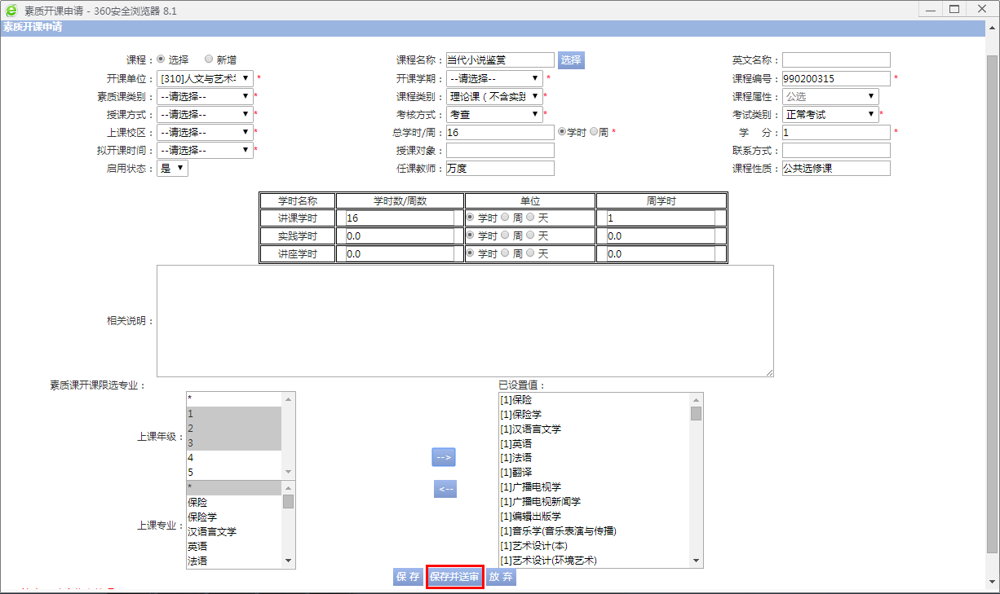 素质开课申请 - 360安全浏览器 8.1
素质开课申请
课程： 选择 新增 课程名称： 当代小说鉴赏 选择 英文名称：
开课单位： [310]人文与艺术 * 开课学期： --请选择-- * 课程编号： 990200315 *
素质课类别： --请选择-- * 课程类别： 理论课（不含实践 * 课程属性： 公选
授课方式： --请选择-- * 考核方式： 考查 * 考试类别： 正常考试 *
上课校区： --请选择-- * 总学时/周： 16 学时 周 * 学 分： 1 *
拟开课时间： --请选择-- * 授课对象： 联系方式：
启用状态： 是 任课教师： 万度 课程性质： 公共选修课
学时名称 学时数/周数 单位 周学时
讲课学时 16 学时 周 天 1
实践学时 0.0 学时 周 天 0.0
讲座学时 0.0 学时 周 天 0.0
相关说明：
素质课开课限选专业： 已设置值：
上课年级：
*
1
2
3
4
5
上课专业：
*
保险
保险学
汉语言文学
英语
法语
-->
<--
[1]保险
[1]保险学
[1]汉语言文学
[1]英语
[1]法语
[1]翻译
[1]广播电视学
[1]广播电视新闻学
[1]编辑出版学
[1]音乐学(音乐表演与传播)
[1]艺术设计(本)
[1]艺术设计(环境艺术)
保 存 保存并送审 放 弃